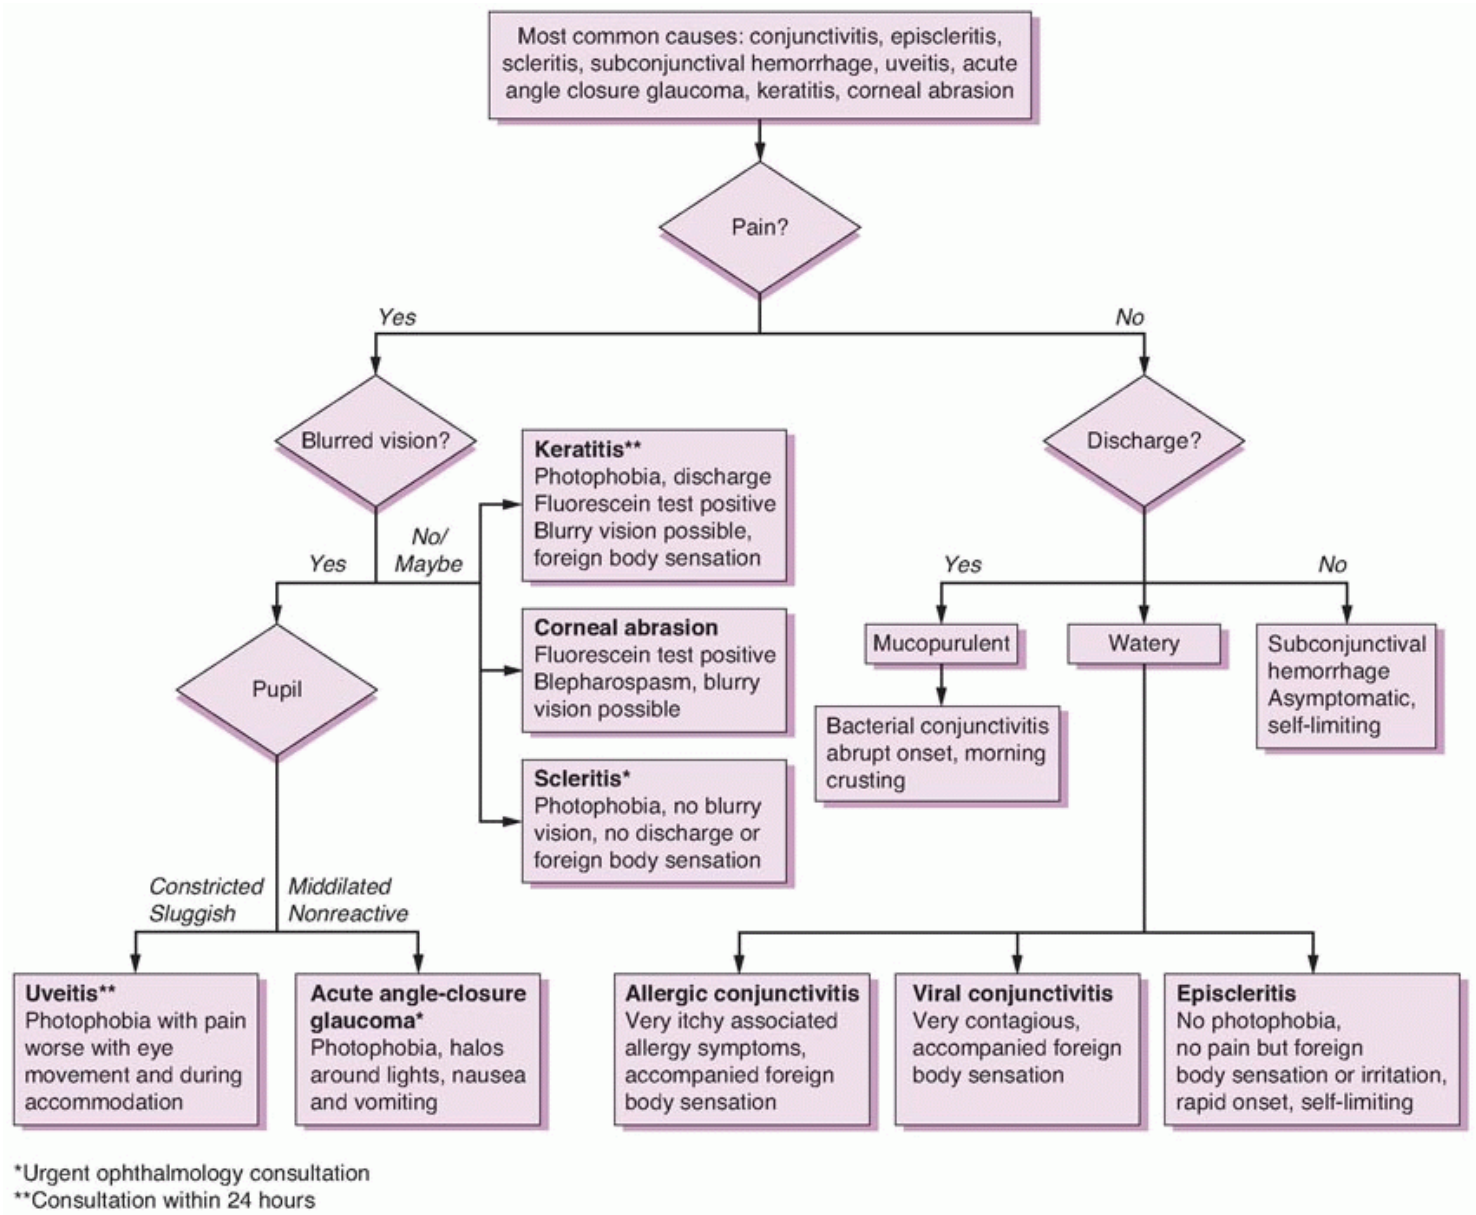 Most common causes: conjunctivitis, episcleritis,
scleritis, subconjunctival hemorrhage, uveitis, acute
angle closure glaucoma, keratitis, corneal abrasion
Pain?
Yes
No
Blurred vision?
Discharge?
Yes
No/
Maybe
Keratitis**
Photophobia, discharge
Fluorescein test positive
Blurry vision possible,
foreign body sensation
Corneal abrasion
Fluorescein test positive
Blepharospasm, blurry
vision possible
Scleritis*
Photophobia, no blurry
vision, no discharge or
foreign body sensation
Yes
No
Mucopurulent
Watery
Subconjunctival
hemorrhage
Asymptomatic,
self-limiting
Bacterial conjunctivitis
abrupt onset, morning
crusting
Pupil
Constricted
Sluggish
Middilated
Nonreactive
Uveitis**
Photophobia with pain
worse with eye
movement and during
accommodation
Acute angle-closure
glaucoma*
Photophobia, halos
around lights, nausea
and vomiting
Allergic conjunctivitis
Very itchy associated
allergy symptoms,
accompanied foreign
body sensation
Viral conjunctivitis
Very contagious,
accompanied foreign
body sensation
Episcleritis
No photophobia,
no pain but foreign
body sensation or irritation,
rapid onset, self-limiting
*Urgent ophthalmology consultation
**Consultation within 24 hours